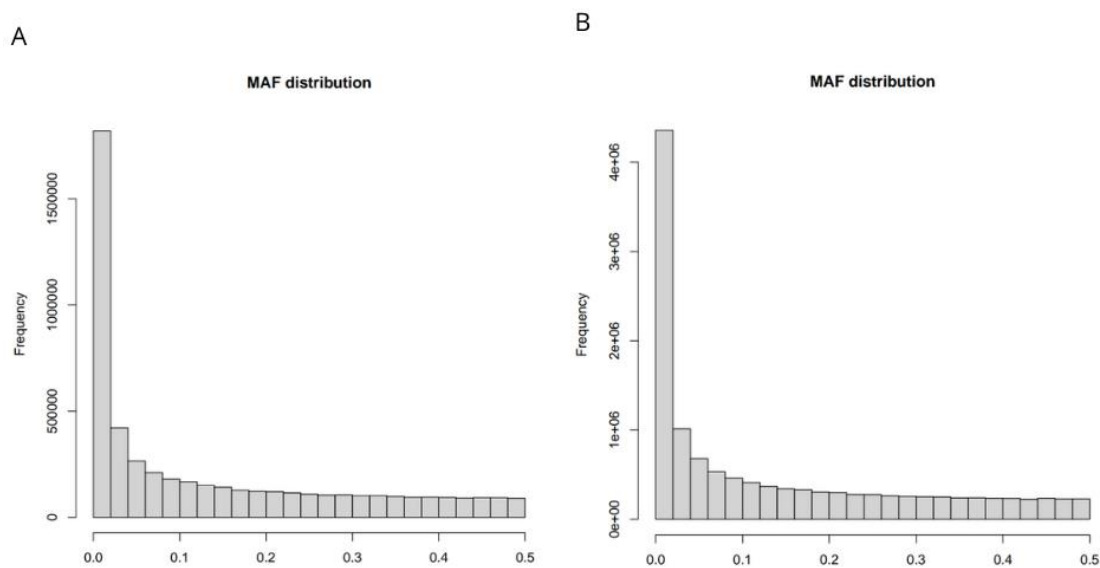 A
MAF distribution
Frequency
1500000
1000000
500000
0
0.0 0.1 0.2 0.3 0.4 0.5
B
MAF distribution
Frequency
4e+06
3e+06
2e+06
1e+06
0e+00
0.0 0.1 0.2 0.3 0.4 0.5